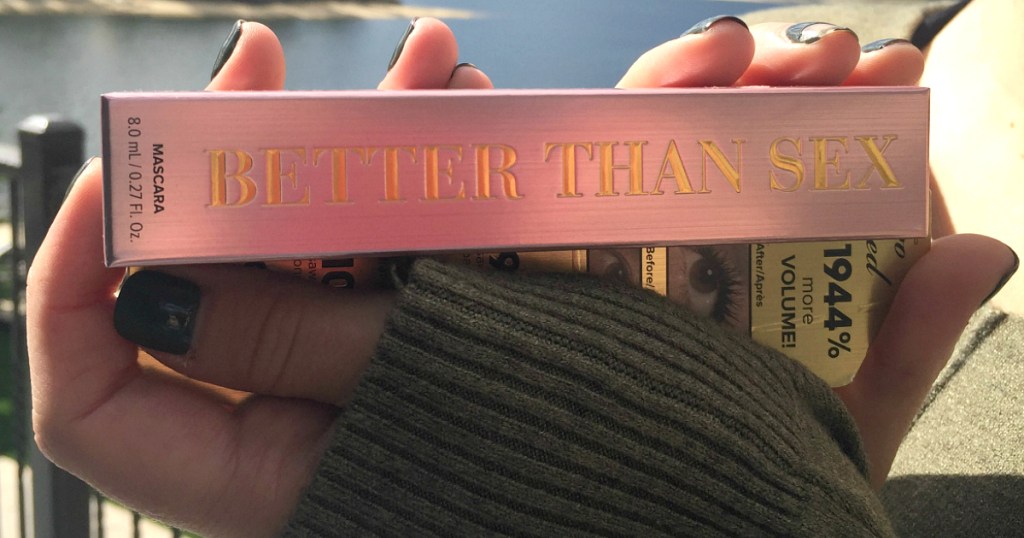 BETTER THAN SEX
MASCARA
8.0 mL / 0.27 Fl. Oz.
Before/
After/Après
1944%
more
VOLUME!